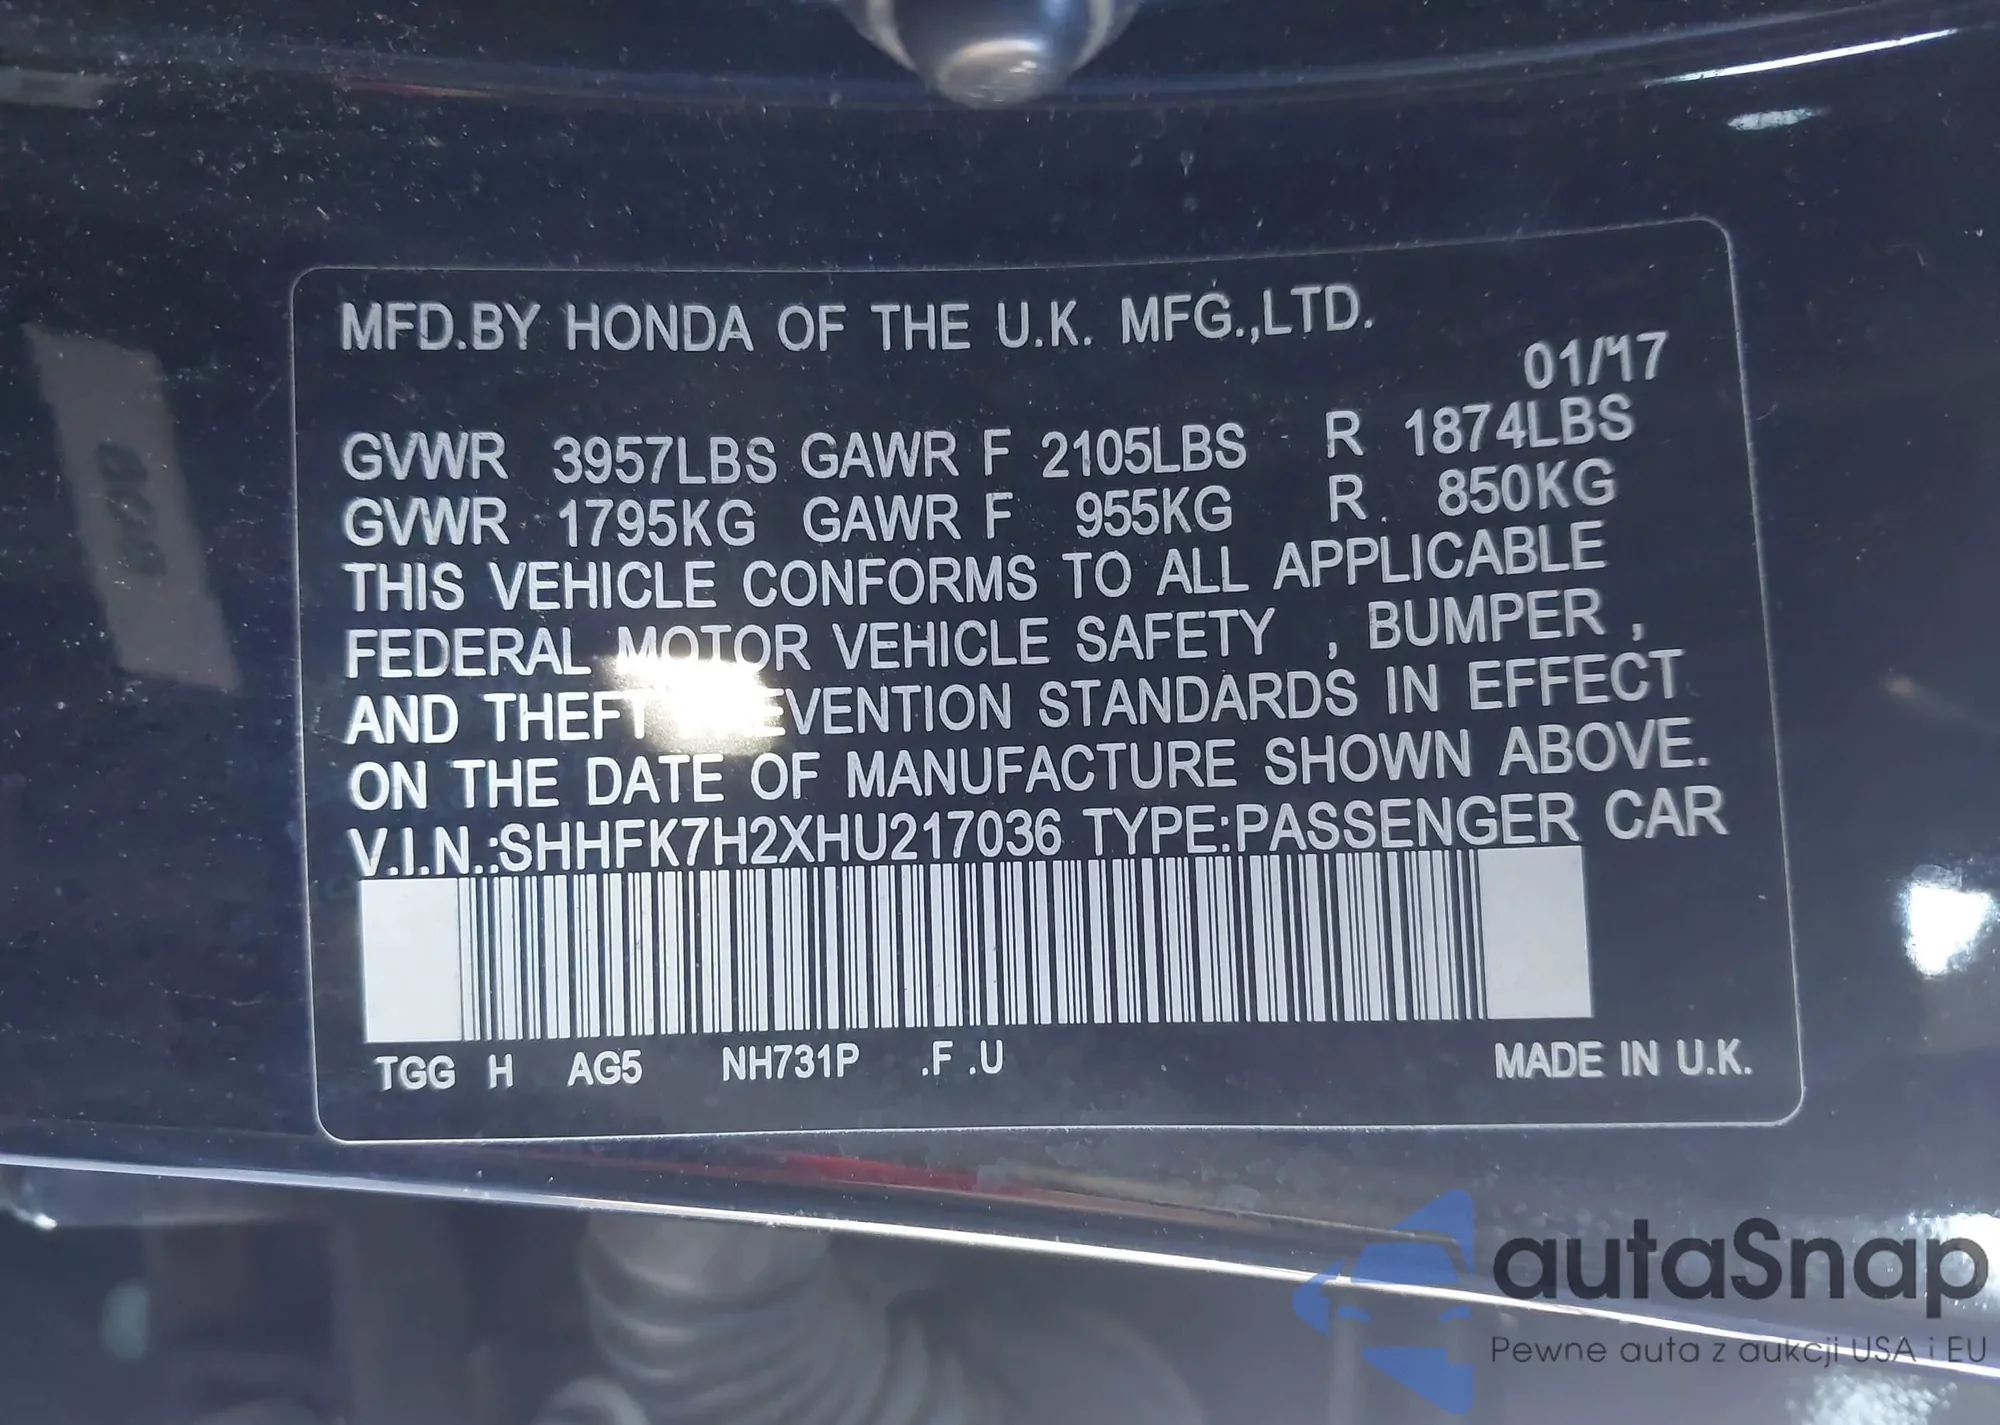 MFD.BY HONDA OF THE U.K. MFG.,LTD.
01/17
GVWR 3957LBS GAWR F 2105LBS R 1874LBS
GVWR 1795KG GAWR F 955KG R 850KG
THIS VEHICLE CONFORMS TO ALL APPLICABLE
FEDERAL MOTOR VEHICLE SAFETY , BUMPER ,
AND THEFT PREVENTION STANDARDS IN EFFECT
ON THE DATE OF MANUFACTURE SHOWN ABOVE.
V.I.N.:SHHFK7H2XHU217036 TYPE:PASSENGER CAR
TGG H AG5 NH731P .F .U MADE IN U.K.
autaSnap
Pewne auta z aukcji USA i EU